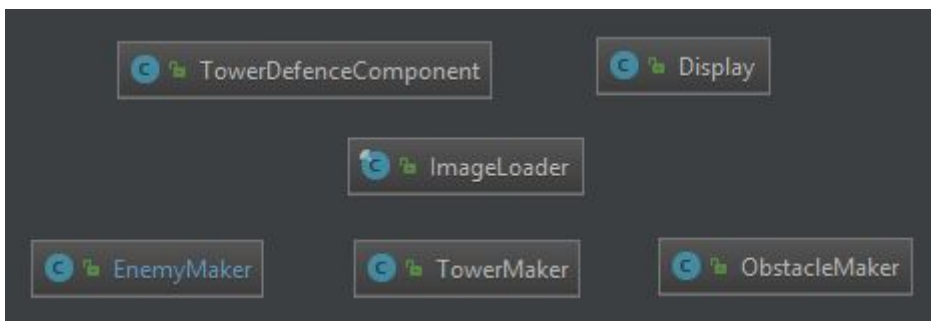 C TowerDefenceComponent
C Display
C ImageLoader
C EnemyMaker
C TowerMaker
C ObstacleMaker